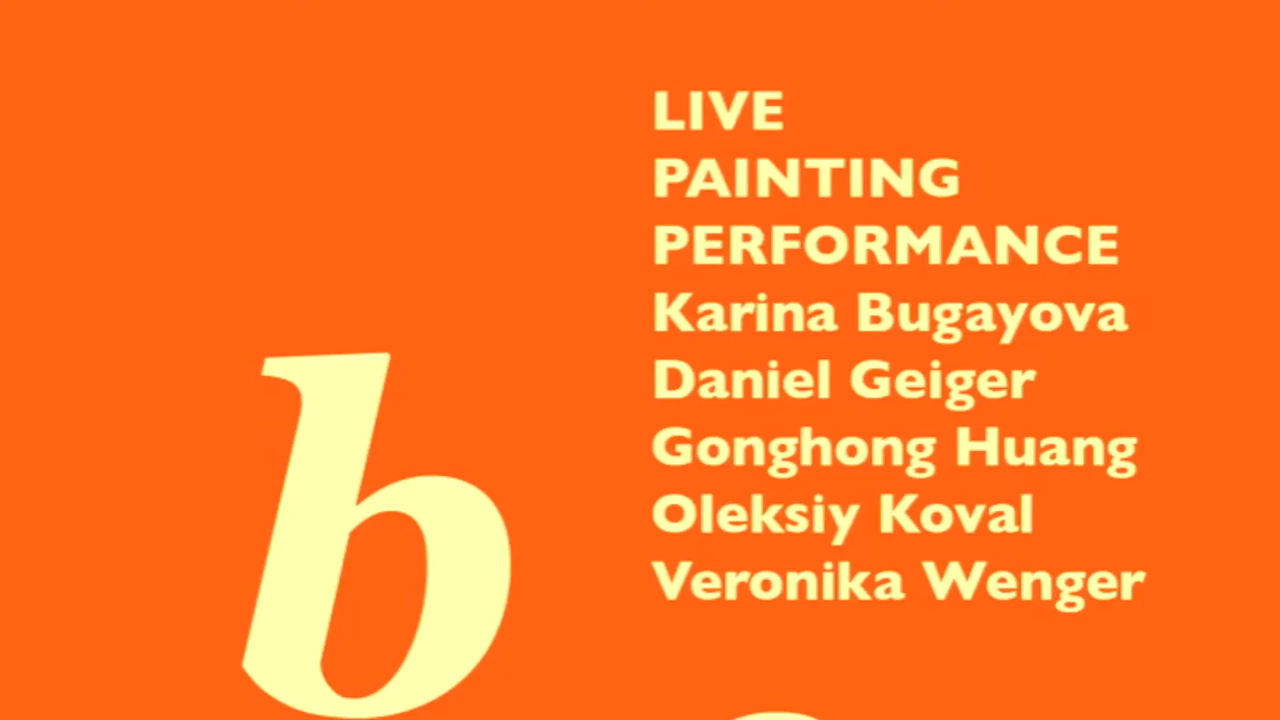 LIVE
PAINTING
PERFORMANCE
Karina Bugayova
Daniel Geiger
Gonghong Huang
Oleksiy Koval
Veronika Wenger
b